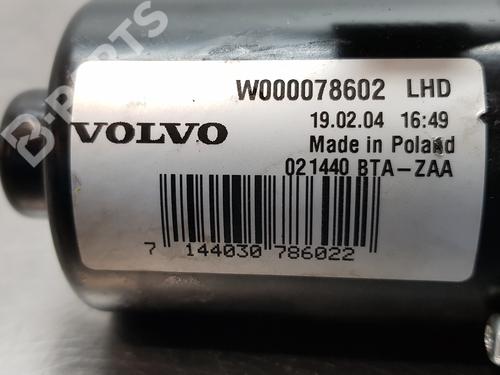 W000078602 LHD
VOLVO
19.02.04 16:49
Made in Poland
021440 BTA-ZAA
7 144030 786022
B-PARTS